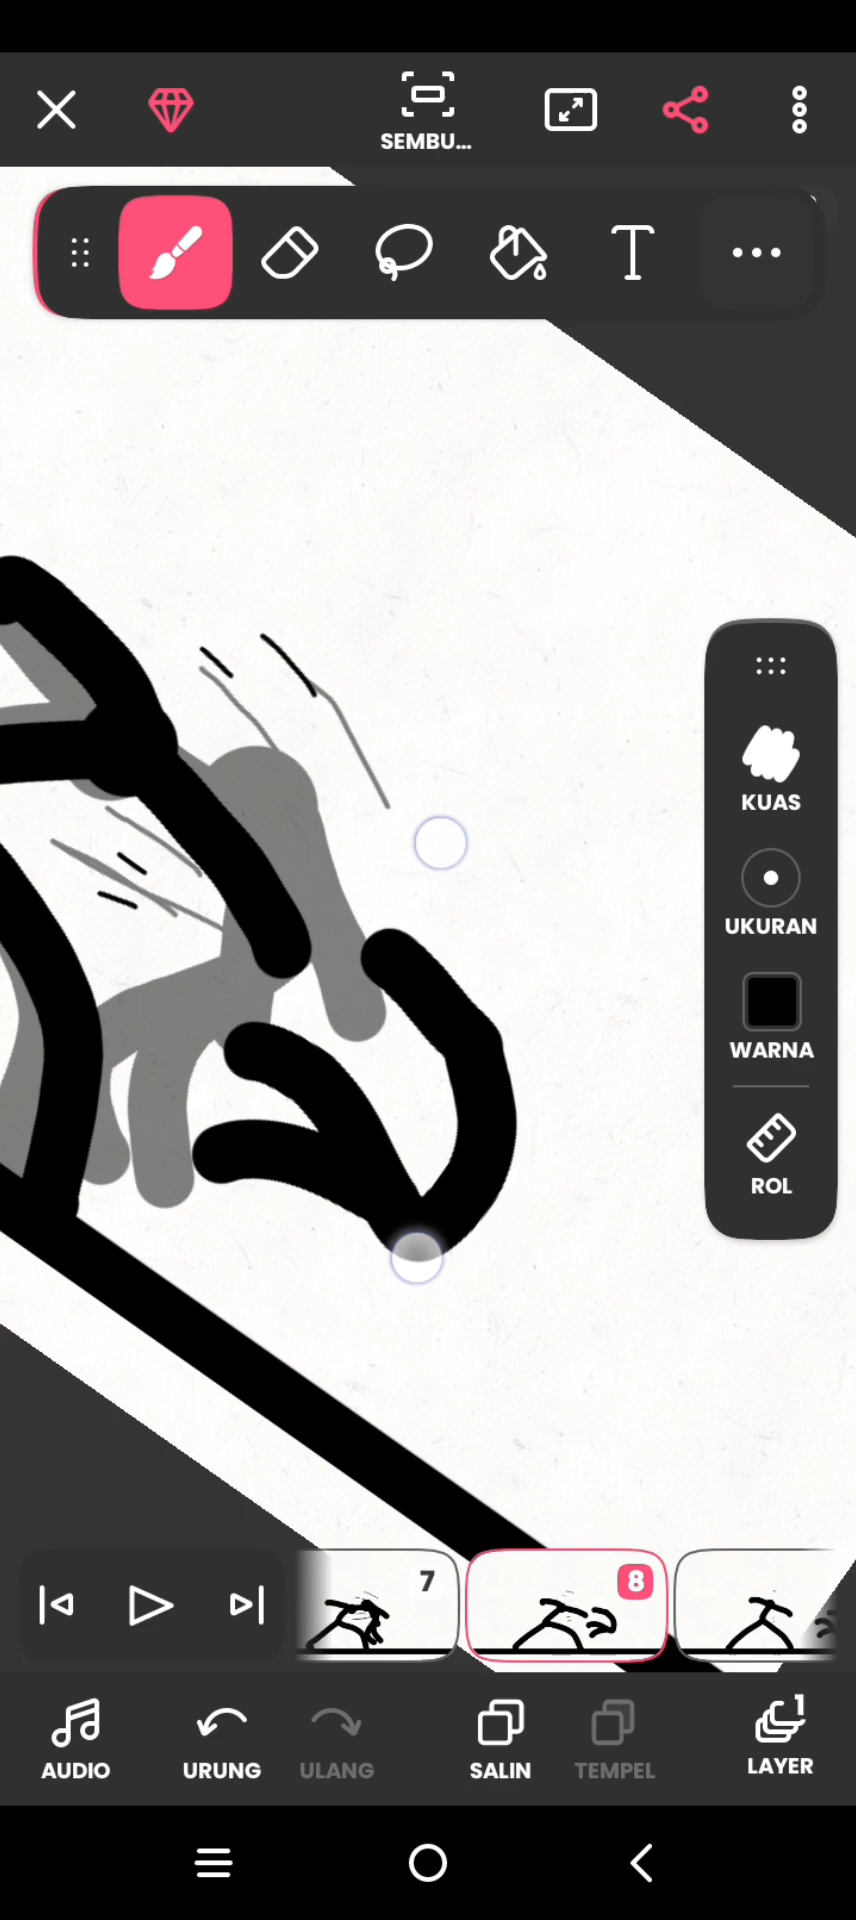 SEMBU...
T
KUAS
UKURAN
WARNA
ROL
7
8
AUDIO
URUNG
ULANG
SALIN
TEMPEL
1
LAYER